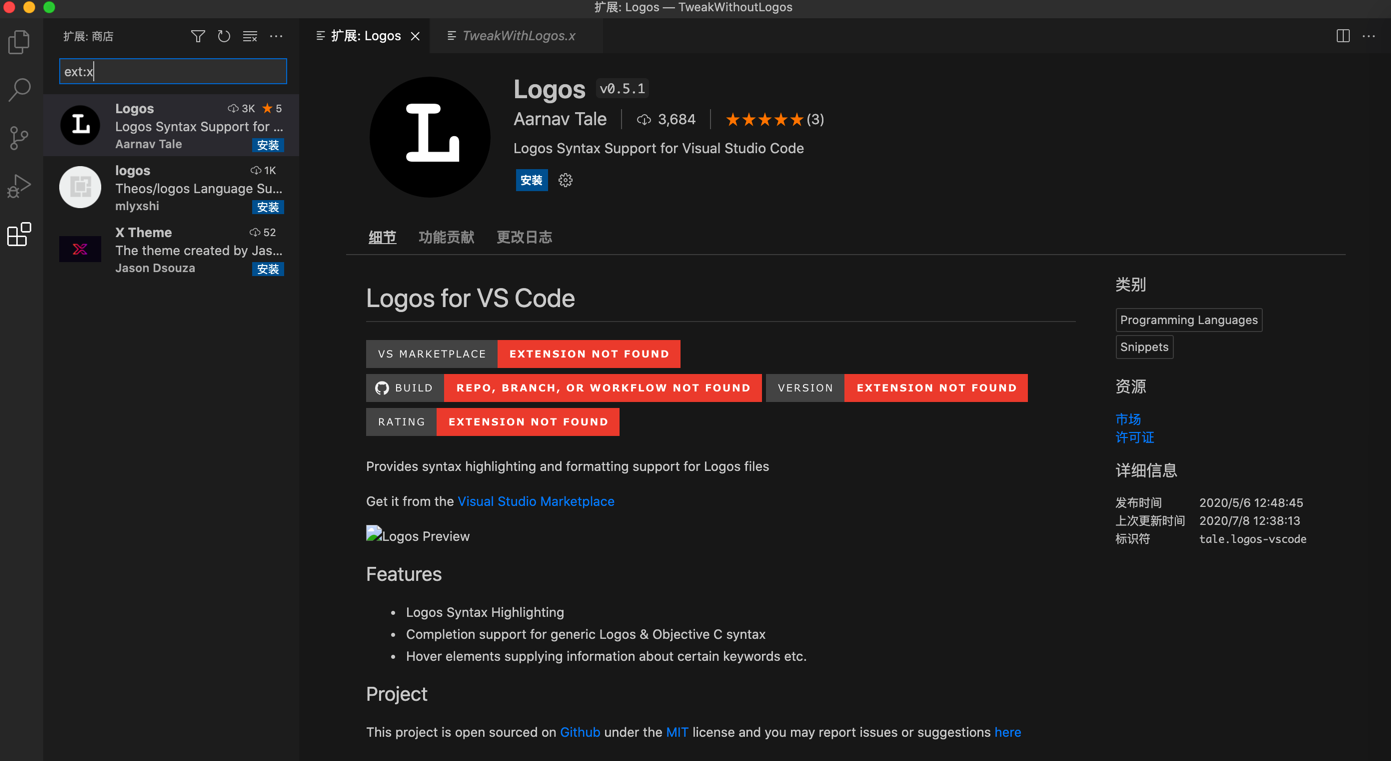 扩展: Logos — TweakWithoutLogos
扩展: 商店
ext:x
Logos 3K 5
Logos Syntax Support for ...
Aarnav Tale 安装
logos 1K
Theos/logos Language Su...
mlyxshi 安装
X Theme 52
The theme created by Jas...
Jason Dsouza 安装
扩展: Logos
TweakWithLogos.x
L
Logos v0.5.1
Aarnav Tale 3,684 (3)
Logos Syntax Support for Visual Studio Code
安装
细节 功能贡献 更改日志
Logos for VS Code
VS MARKETPLACE EXTENSION NOT FOUND
BUILD REPO, BRANCH, OR WORKFLOW NOT FOUND VERSION EXTENSION NOT FOUND
RATING EXTENSION NOT FOUND
Provides syntax highlighting and formatting support for Logos files
Get it from the Visual Studio Marketplace
Logos Preview
Features
• Logos Syntax Highlighting
• Completion support for generic Logos & Objective C syntax
• Hover elements supplying information about certain keywords etc.
Project
This project is open sourced on Github under the MIT license and you may report issues or suggestions here
类别
Programming Languages
Snippets
资源
市场
许可证
详细信息
发布时间 2020/5/6 12:48:45
上次更新时间 2020/7/8 12:38:13
标识符 tale.logos-vscode